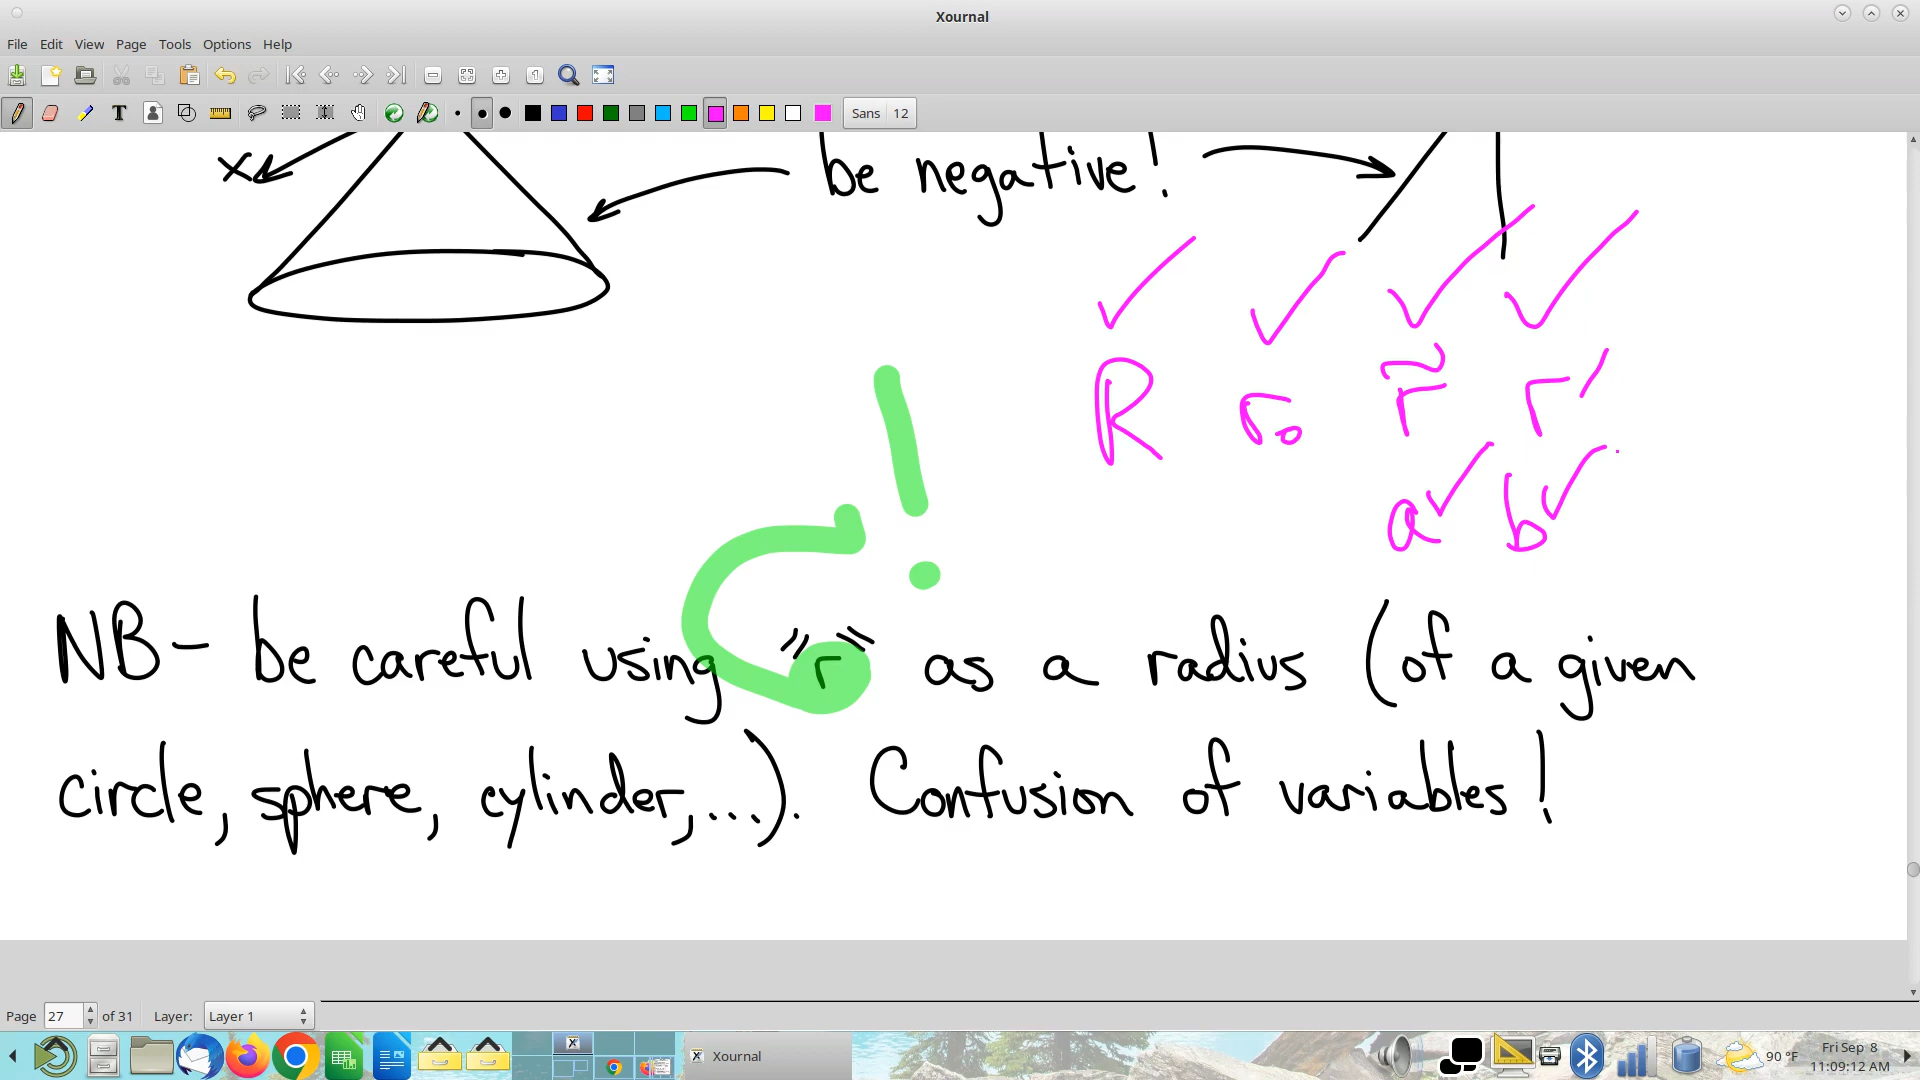 Xournal
File Edit View Page Tools Options Help
Sans 12
x
be negative!
R r₀ r̃ r'
a b
!
NB- be careful using "r" as a radius (of a given
circle, sphere, cylinder,...). Confusion of variables!
Page 27 of 31 Layer: Layer 1
Xournal
90 °F
Fri Sep 8
11:09:12 AM